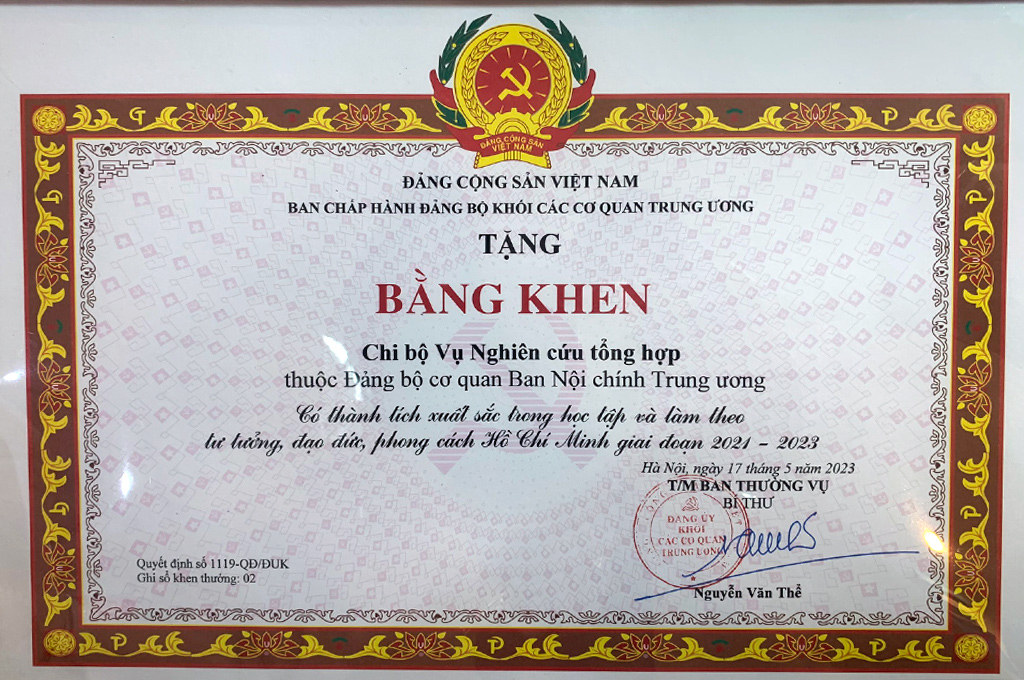 ĐẢNG CỘNG SẢN
VIỆT NAM
ĐẢNG CỘNG SẢN VIỆT NAM
BAN CHẤP HÀNH ĐẢNG BỘ KHỐI CÁC CƠ QUAN TRUNG ƯƠNG
TẶNG
BẰNG KHEN
Chi bộ Vụ Nghiên cứu tổng hợp
thuộc Đảng bộ cơ quan Ban Nội chính Trung ương
Có thành tích xuất sắc trong học tập và làm theo
tư tưởng, đạo đức, phong cách Hồ Chí Minh giai đoạn 2021 – 2023
Hà Nội, ngày 17 tháng 5 năm 2023
T/M BAN THƯỜNG VỤ
BÍ THƯ
ĐẢNG ỦY
KHỐI
CÁC CƠ QUAN
TRUNG ƯƠNG
Nguyễn Văn Thể
Quyết định số 1119-QĐ/ĐUK
Ghi sổ khen thưởng: 02